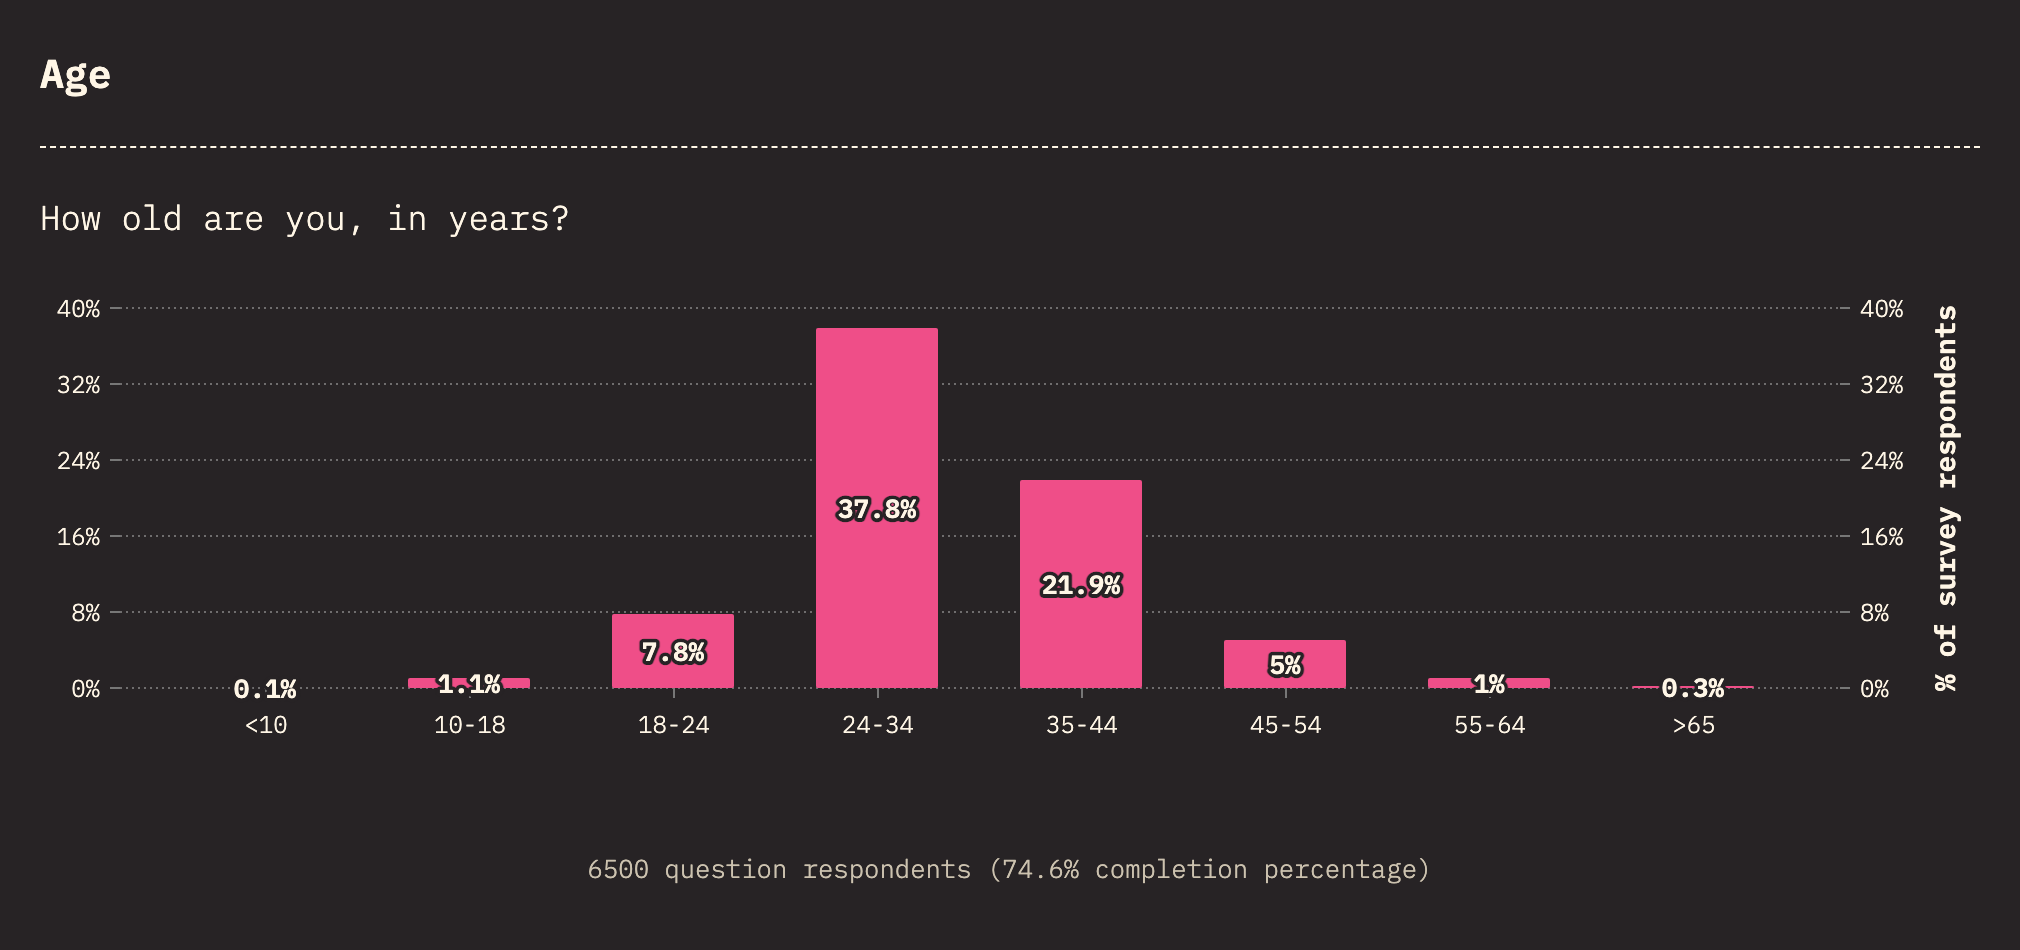 Age
How old are you, in years?
40% 40%
32% 32%
24% 24%
16% 16%
8% 8%
0% 0%
0.1% 1.1% 7.8% 37.8% 21.9% 5% 1% 0.3%
<10 10-18 18-24 24-34 35-44 45-54 55-64 >65
% of survey respondents
6500 question respondents (74.6% completion percentage)